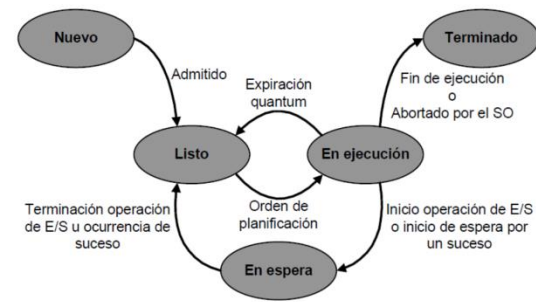 Nuevo
Terminado
Admitido
Expiración
quantum
Fin de ejecución
o
Abortado por el SO
Listo
En ejecución
Terminación operación
de E/S u ocurrencia de
suceso
Orden de
planificación
Inicio operación de E/S
o inicio de espera por
un suceso
En espera